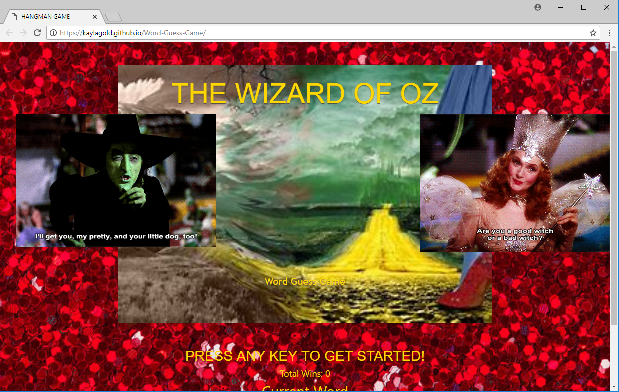 HANGMAN GAME
https://kaylagold.github.io/Word-Guess-Game/
THE WIZARD OF OZ
I'll get you, my pretty, and your little dog, too!
Are you a good witch
or a bad witch?
Word Guess Game
PRESS ANY KEY TO GET STARTED!
Total Wins: 0
Current Word